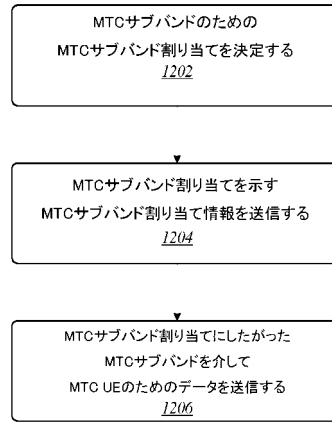 MTCサブバンドのための
MTCサブバンド割り当てを決定する
1202
MTCサブバンド割り当てを示す
MTCサブバンド割り当て情報を送信する
1204
MTCサブバンド割り当てにしたがった
MTCサブバンドを介して
MTC UEのためのデータを送信する
1206